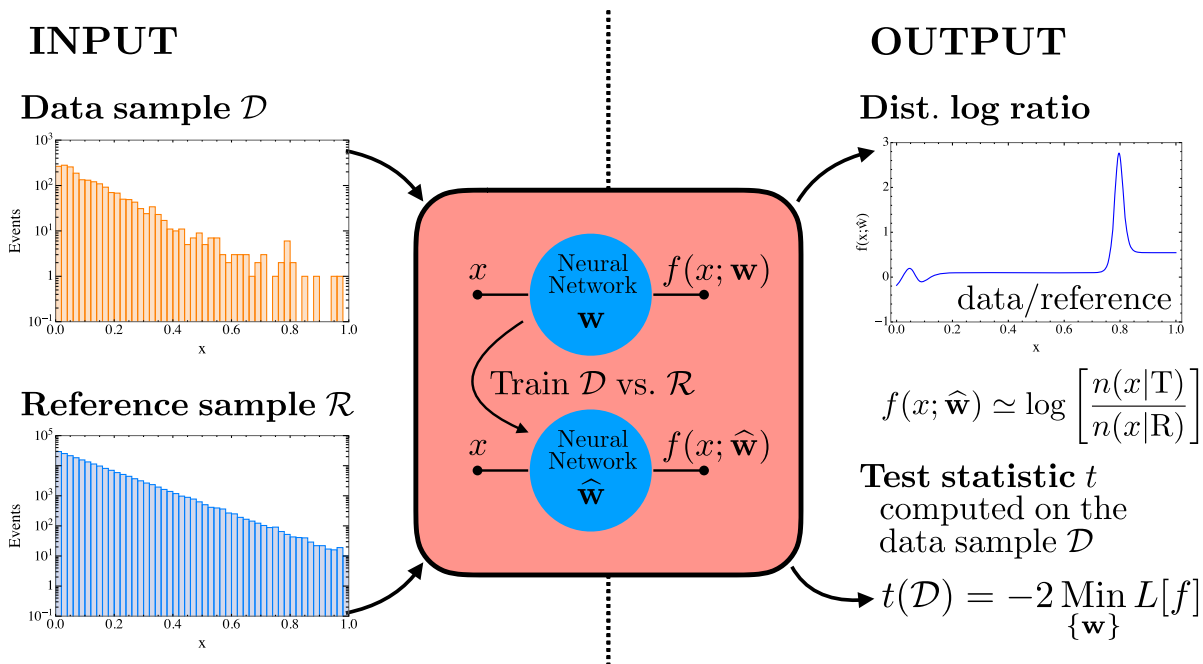 INPUT
Data sample 𝒟
10³
10²
10¹
1
10⁻¹
Events
0.0 0.2 0.4 0.6 0.8 1.0
x
Reference sample ℛ
10⁵
10³
10¹
1
10⁻¹
Events
0.0 0.2 0.4 0.6 0.8 1.0
x
x
Neural
Network
w
f(x; w)
Train 𝒟 vs. ℛ
x
Neural
Network
ŵ
f(x; ŵ)
OUTPUT
Dist. log ratio
3
2
1
0
−1
f(x;ŵ)
data/reference
0.0 0.2 0.4 0.6 0.8 1.0
x
f(x; ŵ) ≃ log [n(x|T)/n(x|R)]
Test statistic t
computed on the
data sample 𝒟
t(𝒟) = −2 Min L[f]
{w}